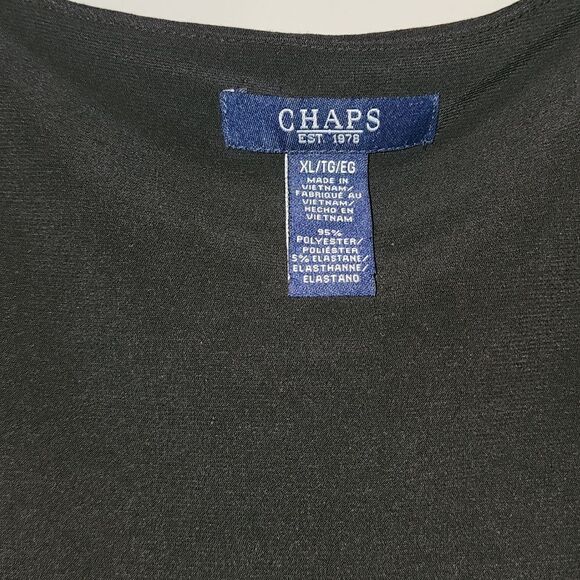 CHAPS
EST 1978
XL/TG/EG
MADE IN
VIETNAM/
FABRIQUÉ AU
VIETNAM/
HECHO EN
VIETNAM
95%
POLYESTER/
POLIÉSTER
5% ELASTANE/
ELASTHANNE/
ELASTANO